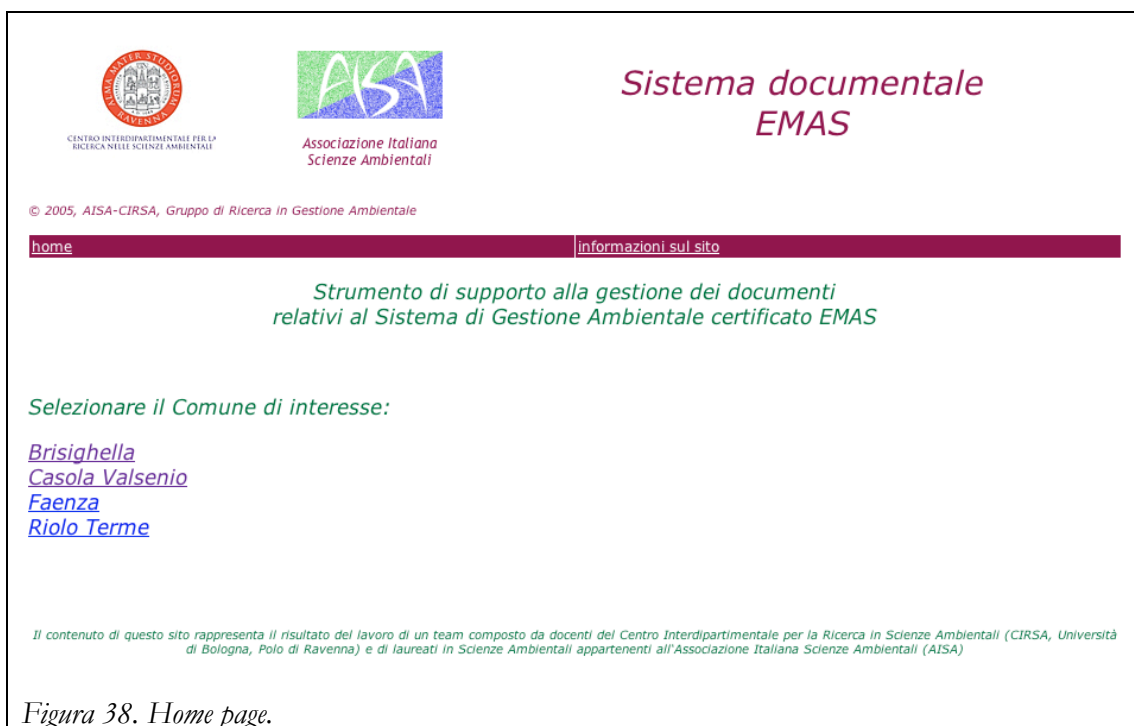 ALMA MATER STUDIORUM
RAVENNA
CENTRO INTERDIPARTIMENTALE PER LA
RICERCA NELLE SCIENZE AMBIENTALI
AISA
Associazione Italiana
Scienze Ambientali
Sistema documentale
EMAS
© 2005, AISA-CIRSA, Gruppo di Ricerca in Gestione Ambientale
home
informazioni sul sito
Strumento di supporto alla gestione dei documenti
relativi al Sistema di Gestione Ambientale certificato EMAS
Selezionare il Comune di interesse:
Brisighella
Casola Valsenio
Faenza
Riolo Terme
Il contenuto di questo sito rappresenta il risultato del lavoro di un team composto da docenti del Centro Interdipartimentale per la Ricerca in Scienze Ambientali (CIRSA, Università
di Bologna, Polo di Ravenna) e di laureati in Scienze Ambientali appartenenti all'Associazione Italiana Scienze Ambientali (AISA)
Figura 38. Home page.